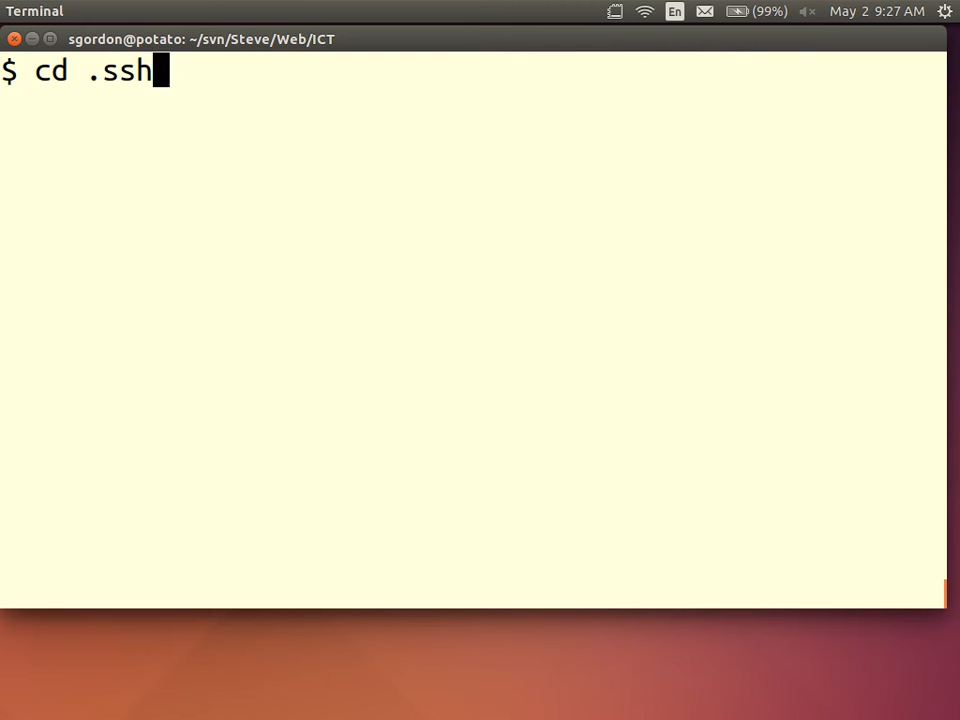 Terminal
En
(99%)
May 2 9:27 AM
sgordon@potato: ~/svn/Steve/Web/ICT
$ cd .ssh